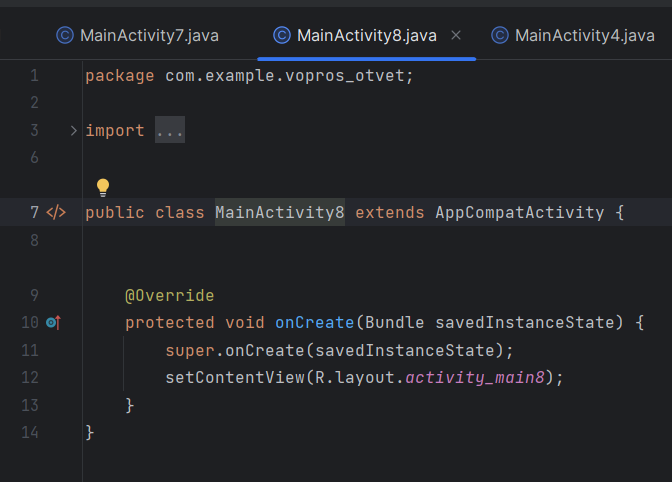 MainActivity7.java MainActivity8.java MainActivity4.java
1 package com.example.vopros_otvet;
2
3 import ...
6
7 public class MainActivity8 extends AppCompatActivity {
8
9 @Override
10 protected void onCreate(Bundle savedInstanceState) {
11 super.onCreate(savedInstanceState);
12 setContentView(R.layout.activity_main8);
13 }
14 }